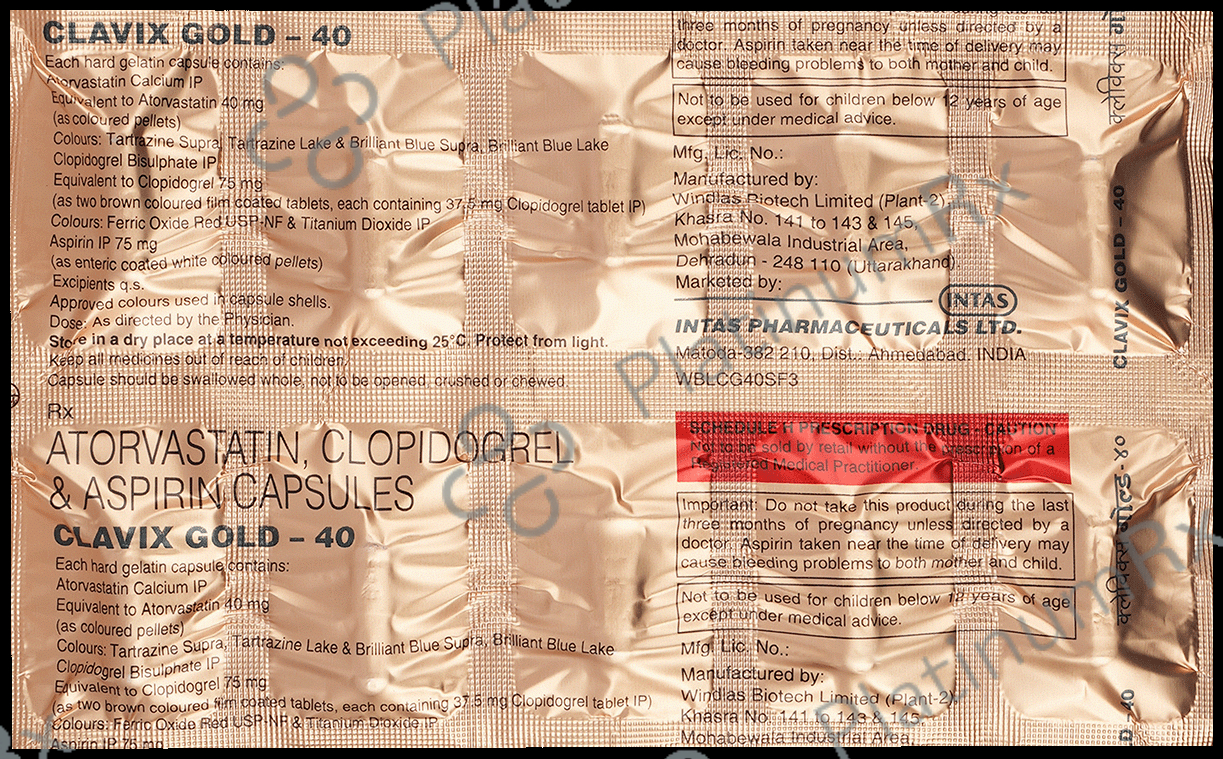 CLAVIX GOLD – 40
Each hard gelatin capsule contains:
Atorvastatin Calcium IP
Equivalent to Atorvastatin 40 mg
(as coloured pellets)
Colours: Tartrazine Supra, Tartrazine Lake & Brilliant Blue Supra, Brilliant Blue Lake
Clopidogrel Bisulphate IP
Equivalent to Clopidogrel 75 mg
(as two brown coloured film coated tablets, each containing 37.5 mg Clopidogrel tablet IP)
Colours: Ferric Oxide Red USP-NF & Titanium Dioxide IP
Aspirin IP 75 mg
(as enteric coated white coloured pellets)
Excipients q.s.
Approved colours used in capsule shells.
Dose: As directed by the Physician.
Store in a dry place at a temperature not exceeding 25°C. Protect from light.
Keep all medicines out of reach of children.
Capsule should be swallowed whole, not to be opened, crushed or chewed.
Rx
ATORVASTATIN, CLOPIDOGREL
& ASPIRIN CAPSULES
CLAVIX GOLD – 40
Each hard gelatin capsule contains:
Atorvastatin Calcium IP
Equivalent to Atorvastatin 40 mg
(as coloured pellets)
Colours: Tartrazine Supra, Tartrazine Lake & Brilliant Blue Supra, Brilliant Blue Lake
Clopidogrel Bisulphate IP
Equivalent to Clopidogrel 75 mg
(as two brown coloured film coated tablets, each containing 37.5 mg Clopidogrel tablet IP)
Colours: Ferric Oxide Red USP-NF & Titanium Dioxide IP
Aspirin IP 75 mg
three months of pregnancy unless directed by a
doctor. Aspirin taken near the time of delivery may
cause bleeding problems to both mother and child.
Not to be used for children below 12 years of age
except under medical advice.
Mfg. Lic. No.:
Manufactured by:
Windlas Biotech Limited (Plant-2),
Khasra No. 141 to 143 & 145,
Mohabewala Industrial Area,
Dehradun - 248 110 (Uttarakhand).
Marketed by:
INTAS
INTAS PHARMACEUTICALS LTD.
Matoda-382 210, Dist.: Ahmedabad, INDIA
WBLCG40SF3
SCHEDULE H PRESCRIPTION DRUG - CAUTION
Not to be sold by retail without the prescription of a
Registered Medical Practitioner.
Important: Do not take this product during the last
three months of pregnancy unless directed by a
doctor. Aspirin taken near the time of delivery may
cause bleeding problems to both mother and child.
Not to be used for children below 12 years of age
except under medical advice.
Mfg. Lic. No.:
Manufactured by:
Windlas Biotech Limited (Plant-2),
Khasra No. 141 to 143 & 145,
Mohabewala Industrial Area,
क्लेविक्स
CLAVIX GOLD – 40
क्लेविक्स गोल्ड-४०
D 40
PlatinumRx
PlatinumRx
PlatinumRx